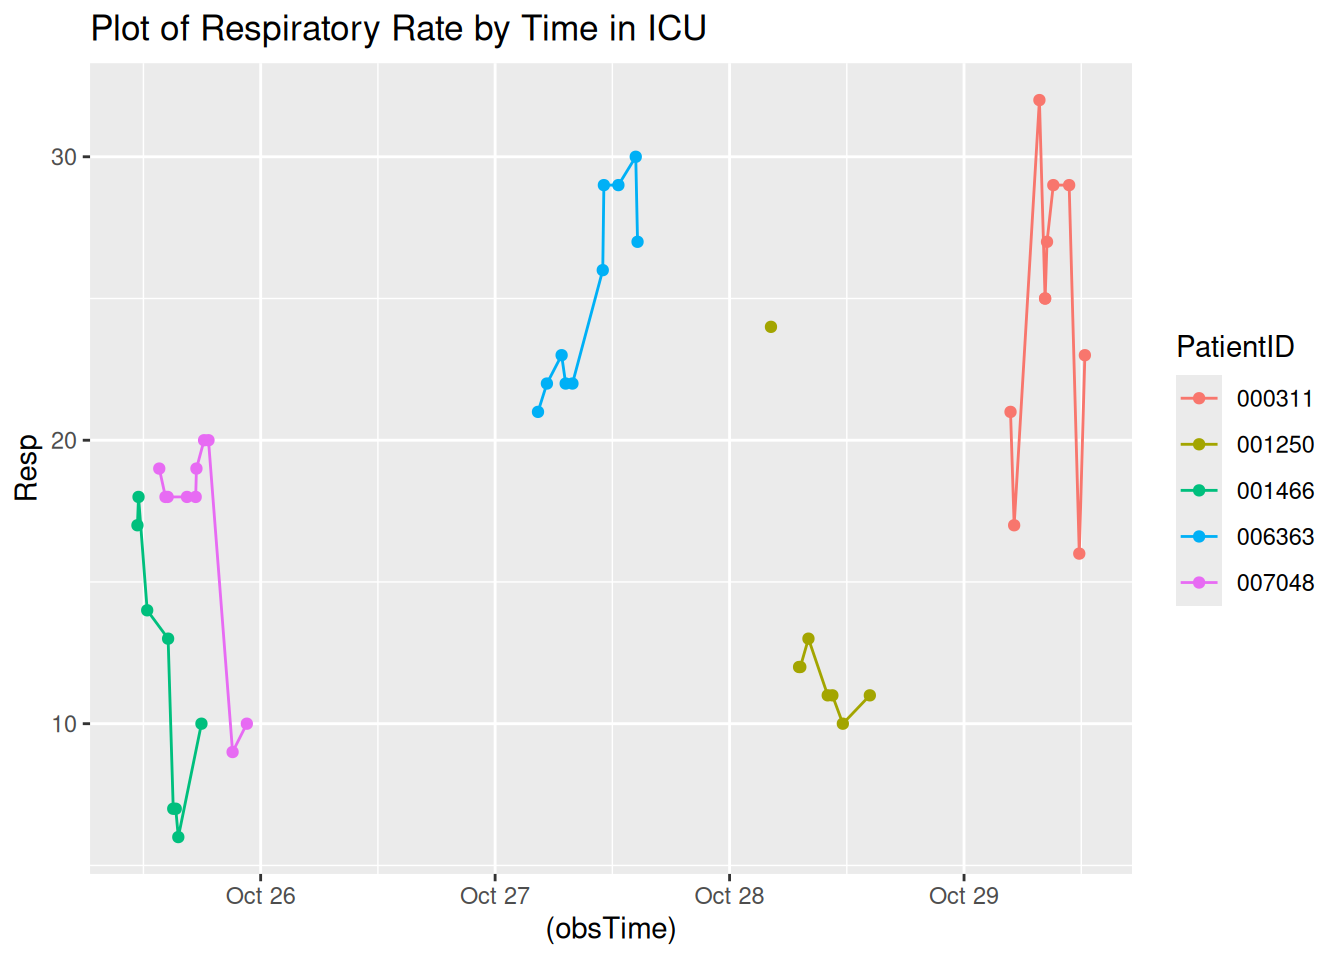 Plot of Respiratory Rate by Time in ICU
30
20
10
Resp
Oct 26
Oct 27
Oct 28
Oct 29
(obsTime)
PatientID
000311
001250
001466
006363
007048